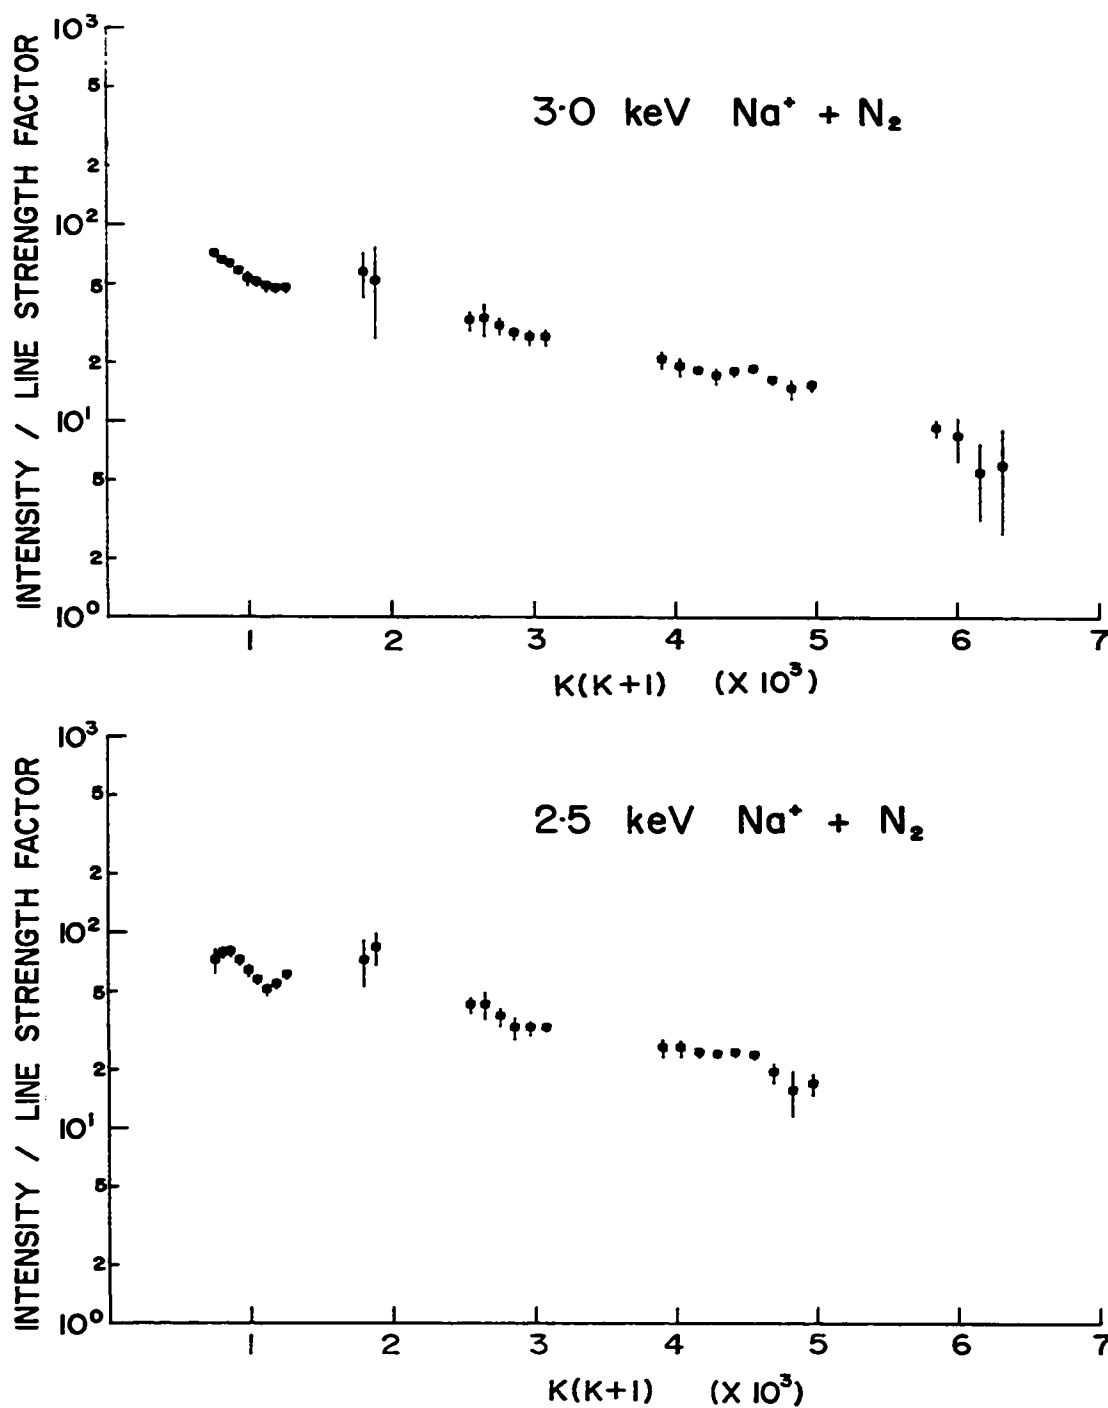 INTENSITY / LINE STRENGTH FACTOR
3·0 keV Na⁺ + N₂
10³
5
2
10²
5
2
10¹
5
2
10⁰
1 2 3 4 5 6 7
K(K+1) (X 10³)
INTENSITY / LINE STRENGTH FACTOR
2·5 keV Na⁺ + N₂
10³
5
2
10²
5
2
10¹
5
2
10⁰
1 2 3 4 5 6 7
K(K+1) (X 10³)